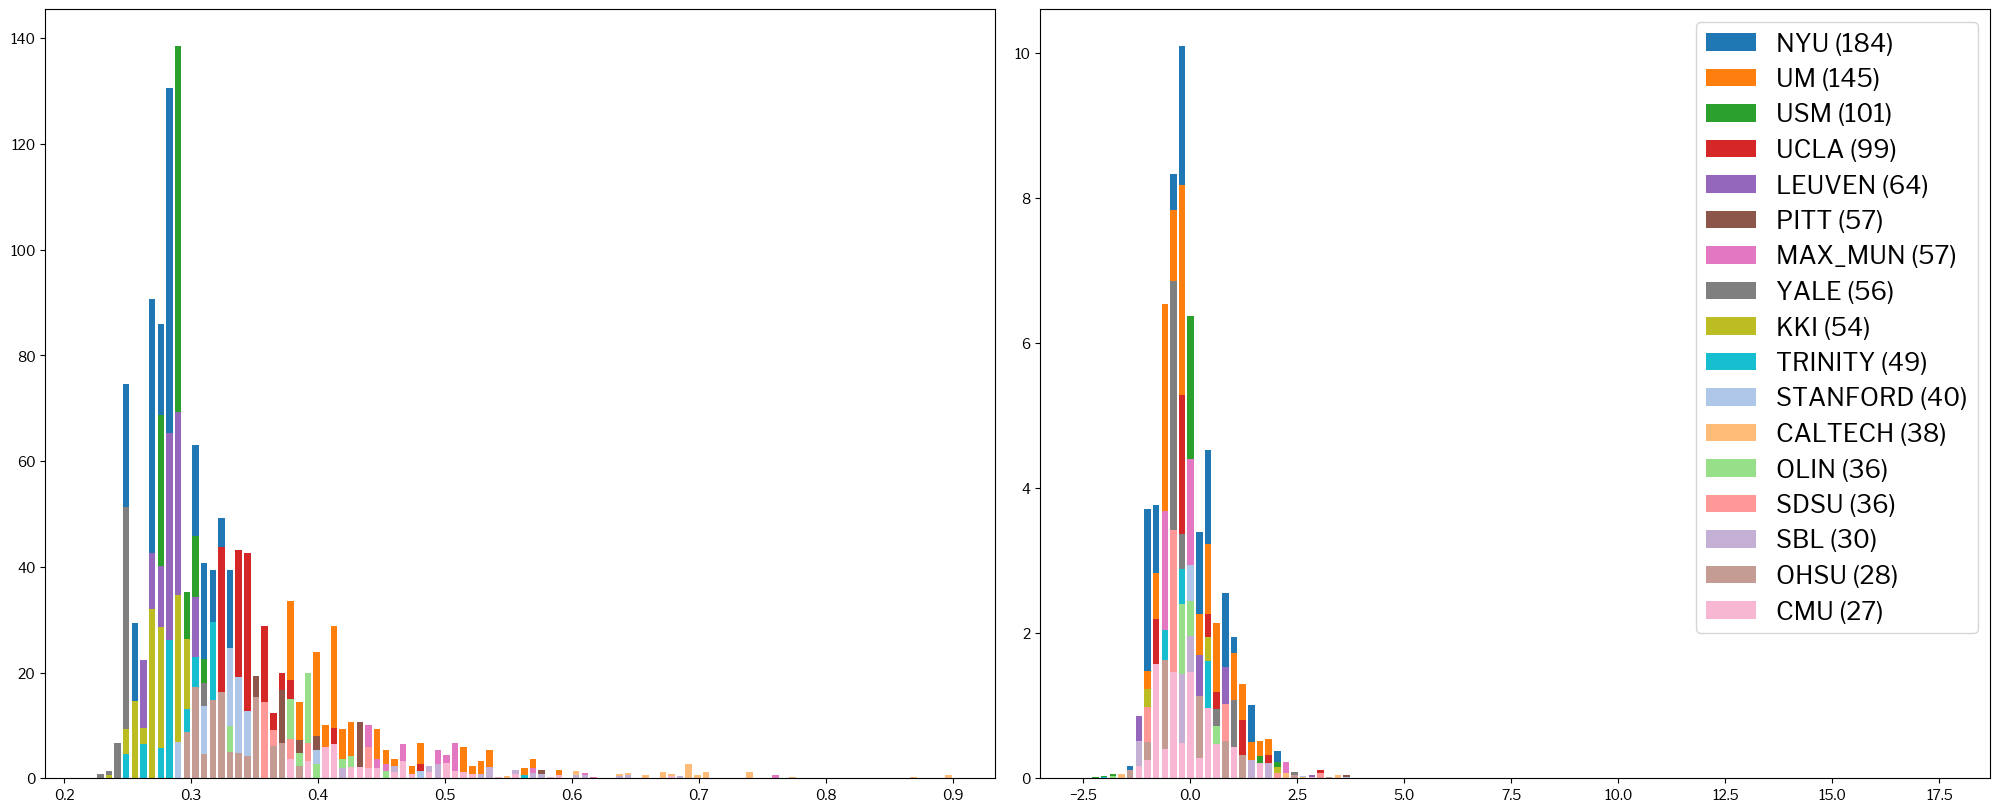 140
120
100
80
60
40
20
0
0.2 0.3 0.4 0.5 0.6 0.7 0.8 0.9
10
8
6
4
2
0
−2.5 0.0 2.5 5.0 7.5 10.0 12.5 15.0 17.5
NYU (184)
UM (145)
USM (101)
UCLA (99)
LEUVEN (64)
PITT (57)
MAX_MUN (57)
YALE (56)
KKI (54)
TRINITY (49)
STANFORD (40)
CALTECH (38)
OLIN (36)
SDSU (36)
SBL (30)
OHSU (28)
CMU (27)